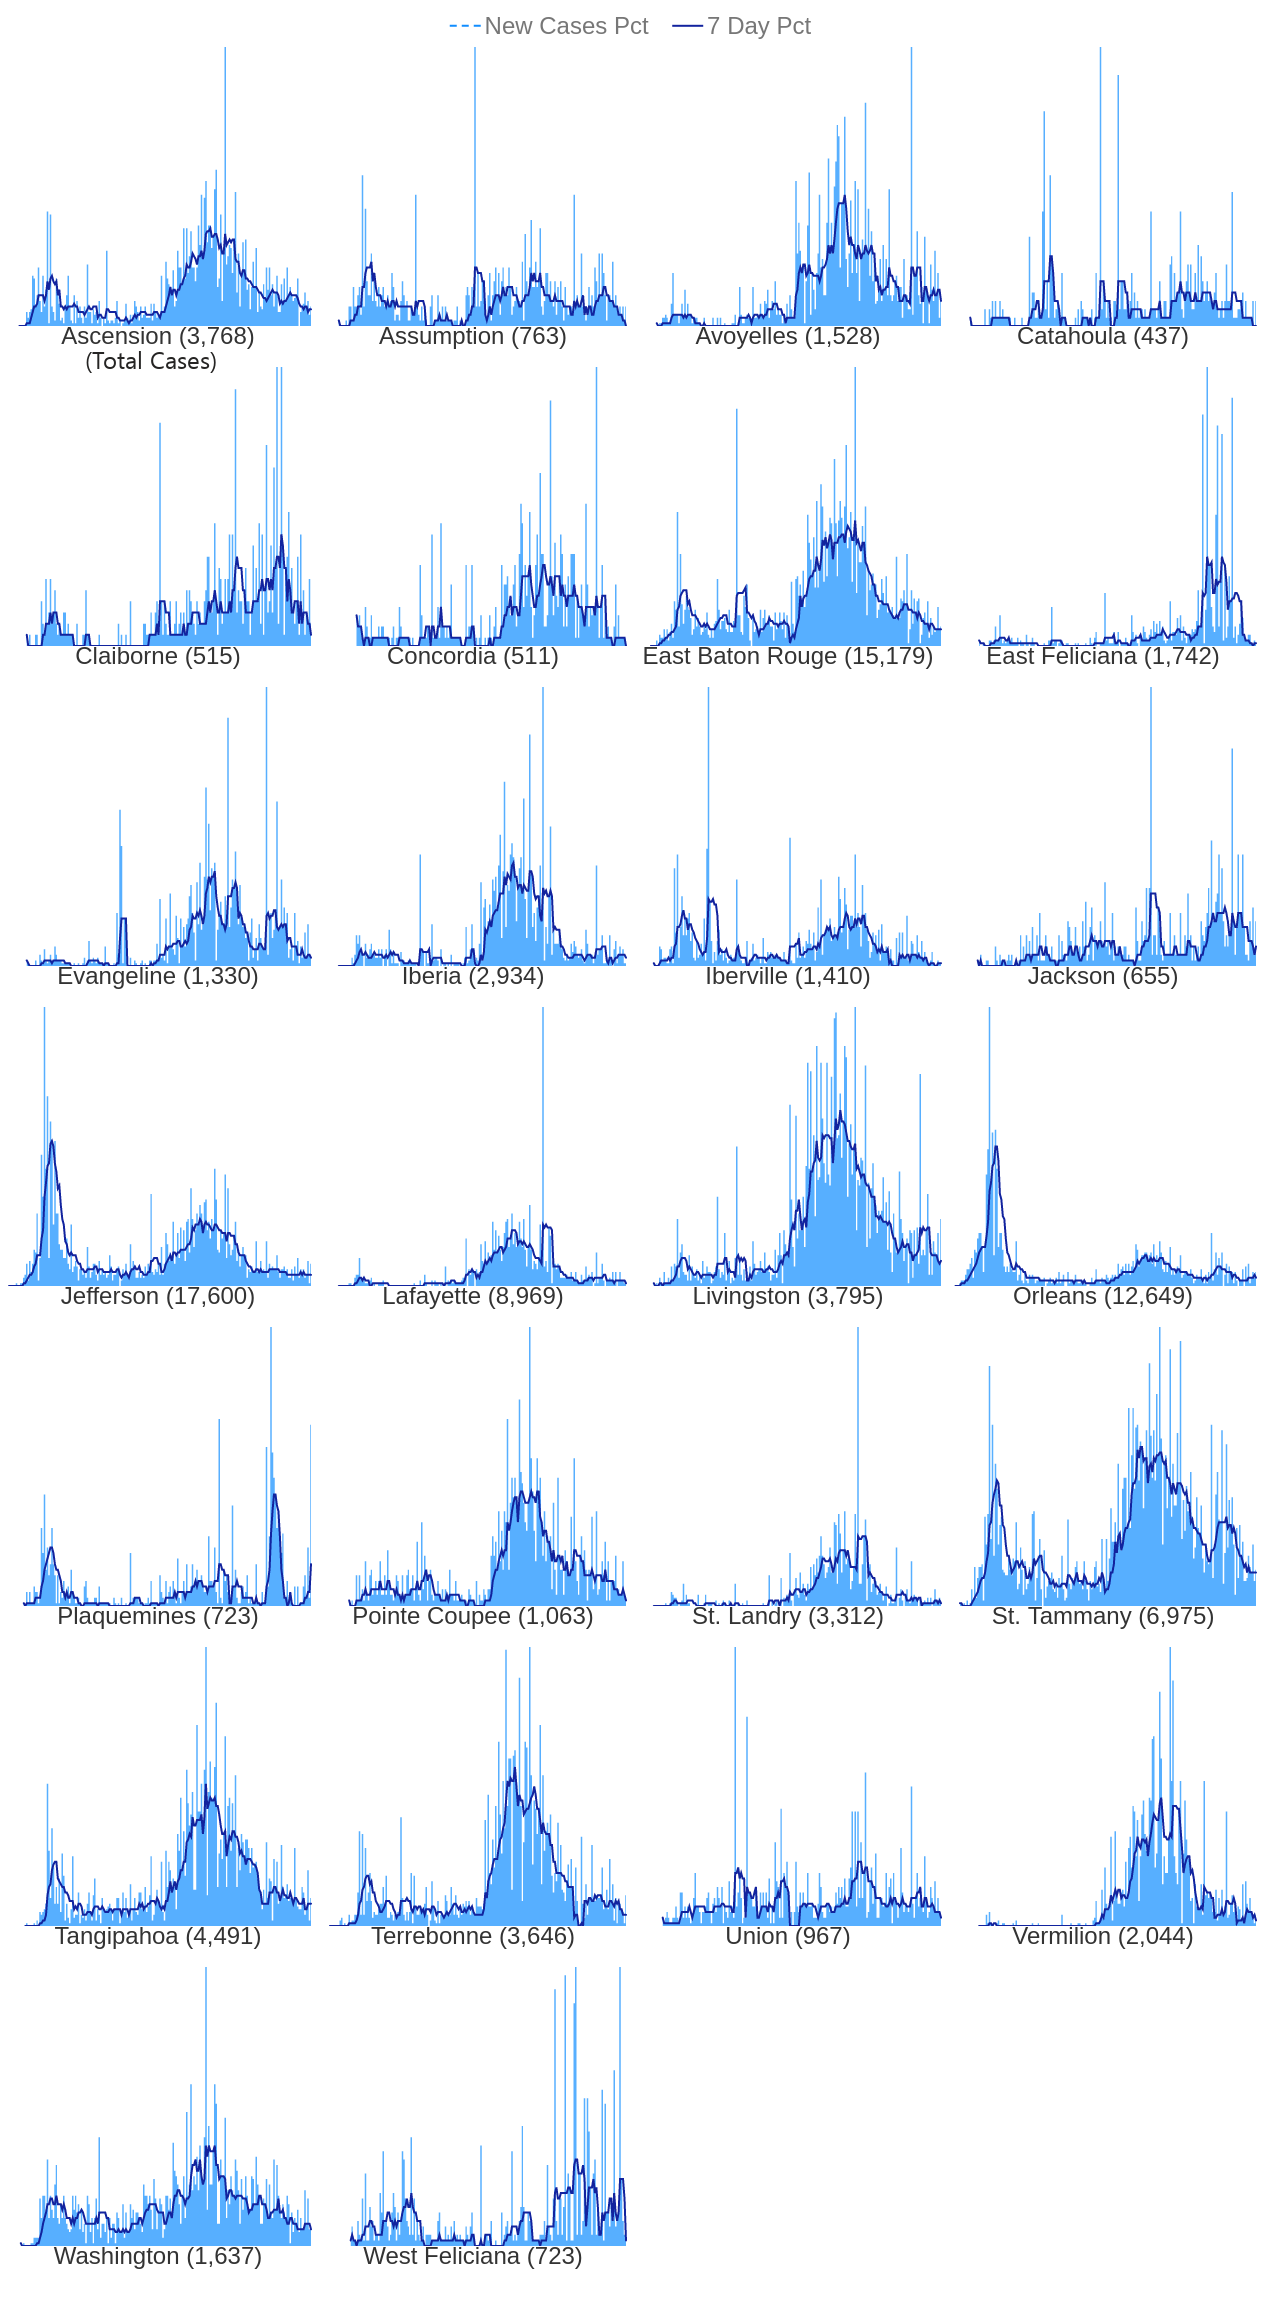 New Cases Pct 7 Day Pct
Ascension (3,768) Assumption (763) Avoyelles (1,528) Catahoula (437)
(Total Cases)
Claiborne (515) Concordia (511) East Baton Rouge (15,179) East Feliciana (1,742)
Evangeline (1,330) Iberia (2,934) Iberville (1,410) Jackson (655)
Jefferson (17,600) Lafayette (8,969) Livingston (3,795) Orleans (12,649)
Plaquemines (723) Pointe Coupee (1,063) St. Landry (3,312) St. Tammany (6,975)
Tangipahoa (4,491) Terrebonne (3,646) Union (967) Vermilion (2,044)
Washington (1,637) West Feliciana (723)